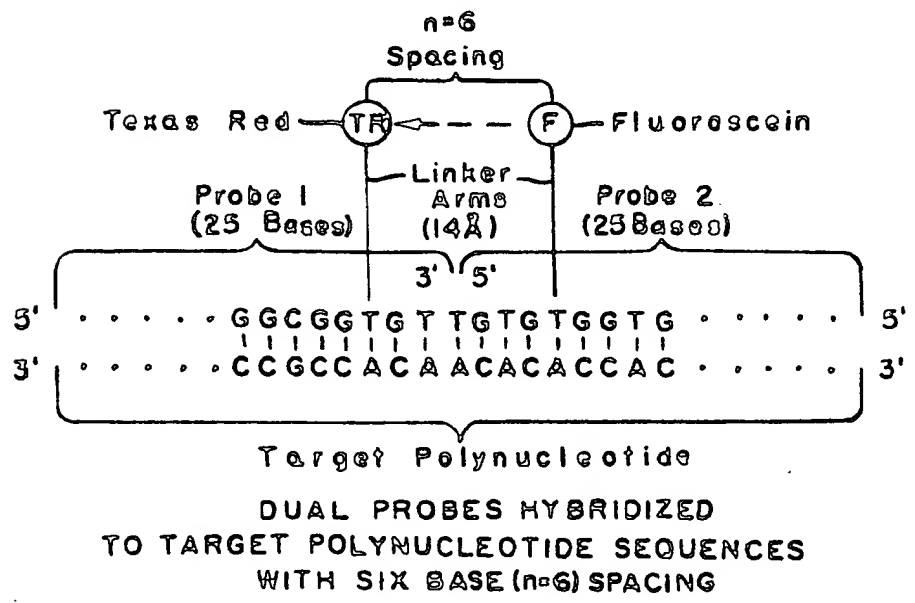 n=6
Spacing
Texas Red TR F Fluorescein
Linker
Arms
(14Å)
Probe 1
(25 Bases)
Probe 2
(25 Bases)
3' 5'
5' · · · · · · GGCGGTGTTGTGTGGTG · · · · · 5'
3' · · · · · · CCGCCACAACACACCAC · · · · · 3'
Target Polynucleotide
DUAL PROBES HYBRIDIZED
TO TARGET POLYNUCLEOTIDE SEQUENCES
WITH SIX BASE (n=6) SPACING